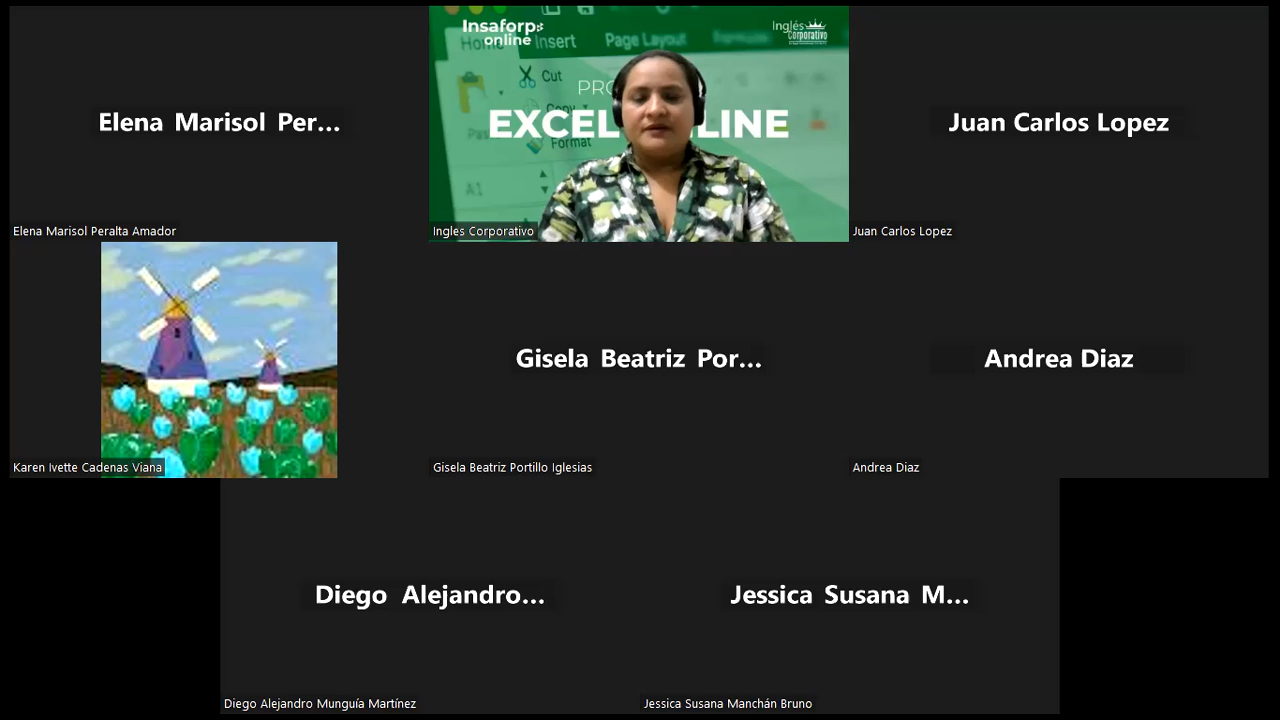 Elena Marisol Per...
Elena Marisol Peralta Amador
Insaforp
online
Inglés
Corporativo
Home
Insert
Page Layout
Cut
Copy
Format
A1
EXCEL
LINE
Ingles Corporativo
Juan Carlos Lopez
Juan Carlos Lopez
Karen Ivette Cadenas Viana
Gisela Beatriz Por...
Gisela Beatriz Portillo Iglesias
Andrea Diaz
Andrea Diaz
Diego Alejandro...
Diego Alejandro Munguía Martínez
Jessica Susana M...
Jessica Susana Manchán Bruno